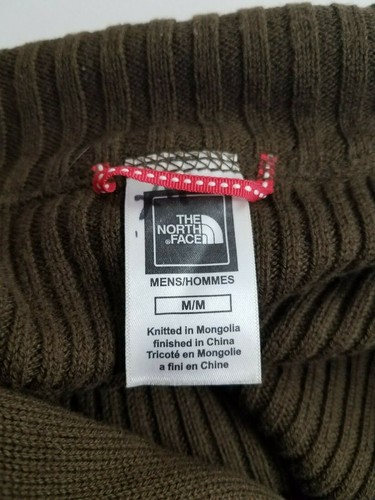 THE
NORTH
FACE
MENS/HOMMES
M/M
Knitted in Mongolia
finished in China
Tricoté en Mongolie
a fini en Chine